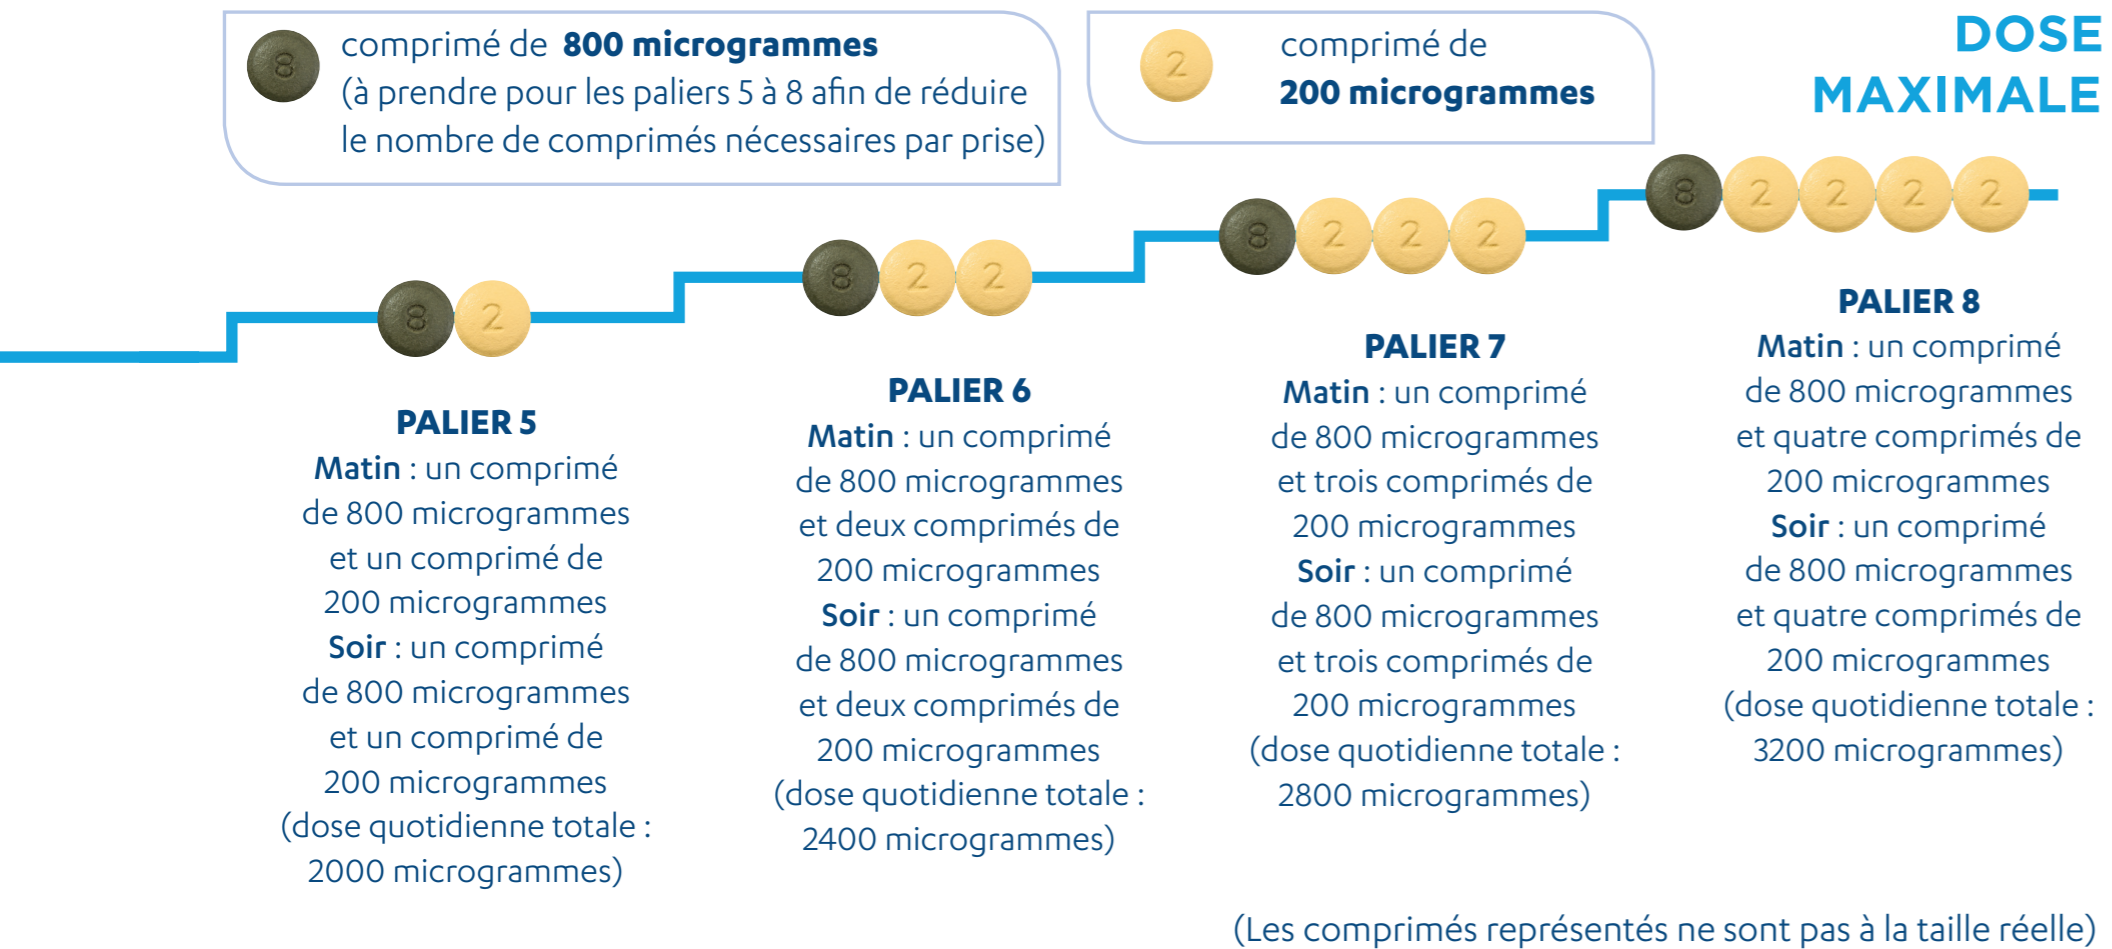 comprimé de 800 microgrammes
(à prendre pour les paliers 5 à 8 afin de réduire
le nombre de comprimés nécessaires par prise)
comprimé de
200 microgrammes
DOSE
MAXIMALE
8
2
8 2
8 2 2
8 2 2 2
8 2 2 2 2
PALIER 5
Matin : un comprimé
de 800 microgrammes
et un comprimé de
200 microgrammes
Soir : un comprimé
de 800 microgrammes
et un comprimé de
200 microgrammes
(dose quotidienne totale :
2000 microgrammes)
PALIER 6
Matin : un comprimé
de 800 microgrammes
et deux comprimés de
200 microgrammes
Soir : un comprimé
de 800 microgrammes
et deux comprimés de
200 microgrammes
(dose quotidienne totale :
2400 microgrammes)
PALIER 7
Matin : un comprimé
de 800 microgrammes
et trois comprimés de
200 microgrammes
Soir : un comprimé
de 800 microgrammes
et trois comprimés de
200 microgrammes
(dose quotidienne totale :
2800 microgrammes)
PALIER 8
Matin : un comprimé
de 800 microgrammes
et quatre comprimés de
200 microgrammes
Soir : un comprimé
de 800 microgrammes
et quatre comprimés de
200 microgrammes
(dose quotidienne totale :
3200 microgrammes)
(Les comprimés représentés ne sont pas à la taille réelle)